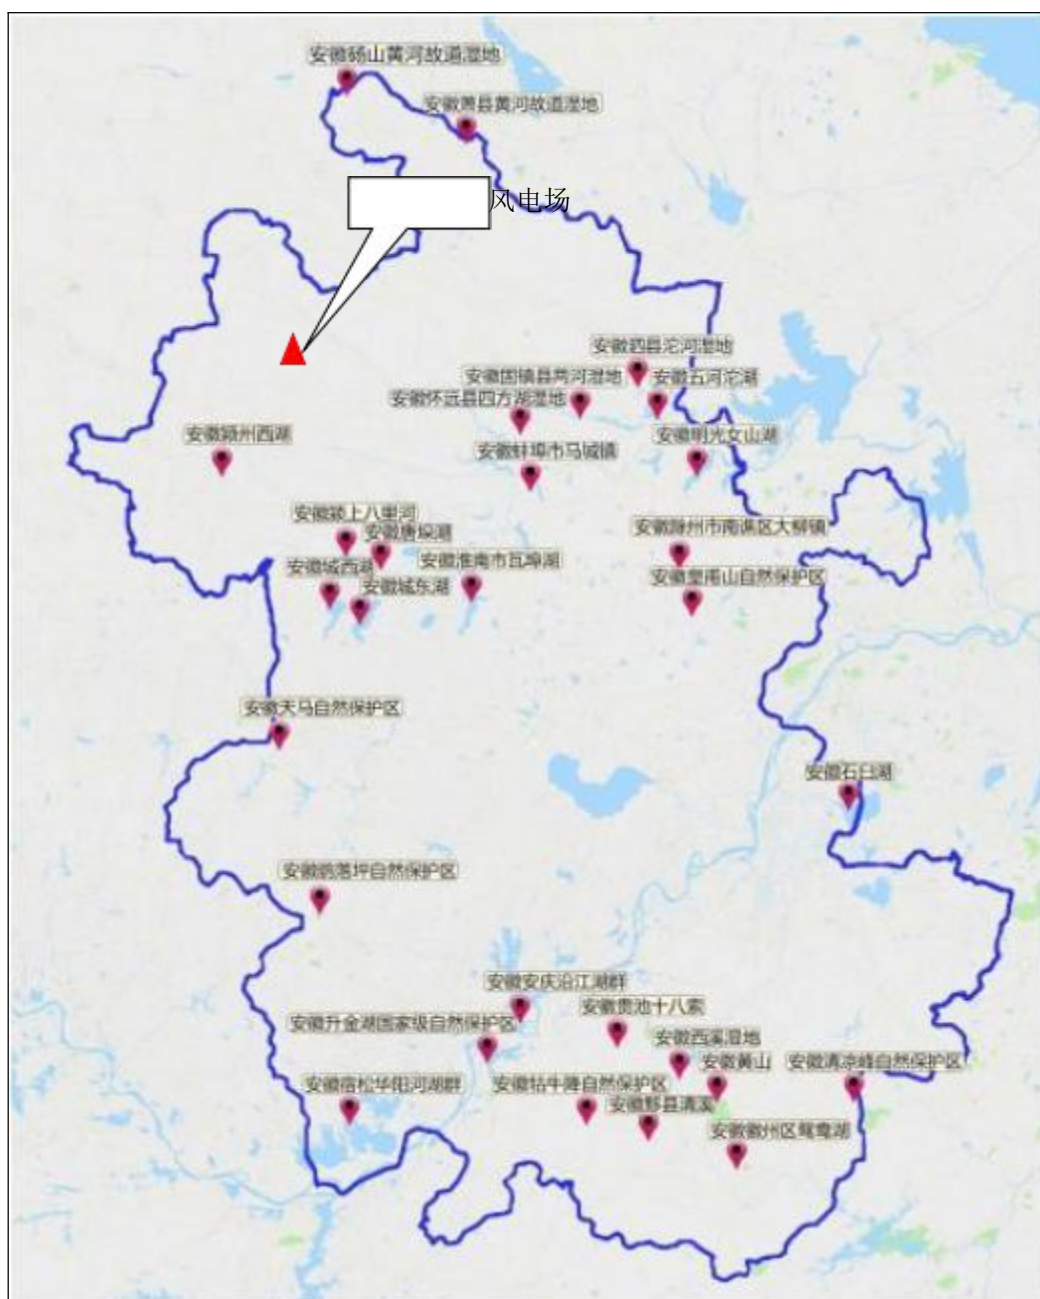 安徽砀山黄河故道湿地
安徽萧县黄河故道湿地
风电场
安徽泗县沱河湿地
安徽固镇县两河湿地
安徽五河沱湖
安徽怀远县四方湖湿地
安徽颍州西湖
安徽明光女山湖
安徽蚌埠市马城镇
安徽颍上八里河
安徽唐垛湖
安徽滁州市南谯区大柳镇
安徽城西湖
安徽淮南市瓦埠湖
安徽城东湖
安徽皇甫山自然保护区
安徽天马自然保护区
安徽石臼湖
安徽鹞落坪自然保护区
安徽安庆沿江湖群
安徽贵池十八索
安徽升金湖国家级自然保护区
安徽西溪湿地
安徽黄山
安徽清凉峰自然保护区
安徽宿松华阳河湖群
安徽牯牛降自然保护区
安徽黟县清溪
安徽徽州区鸳鸯湖